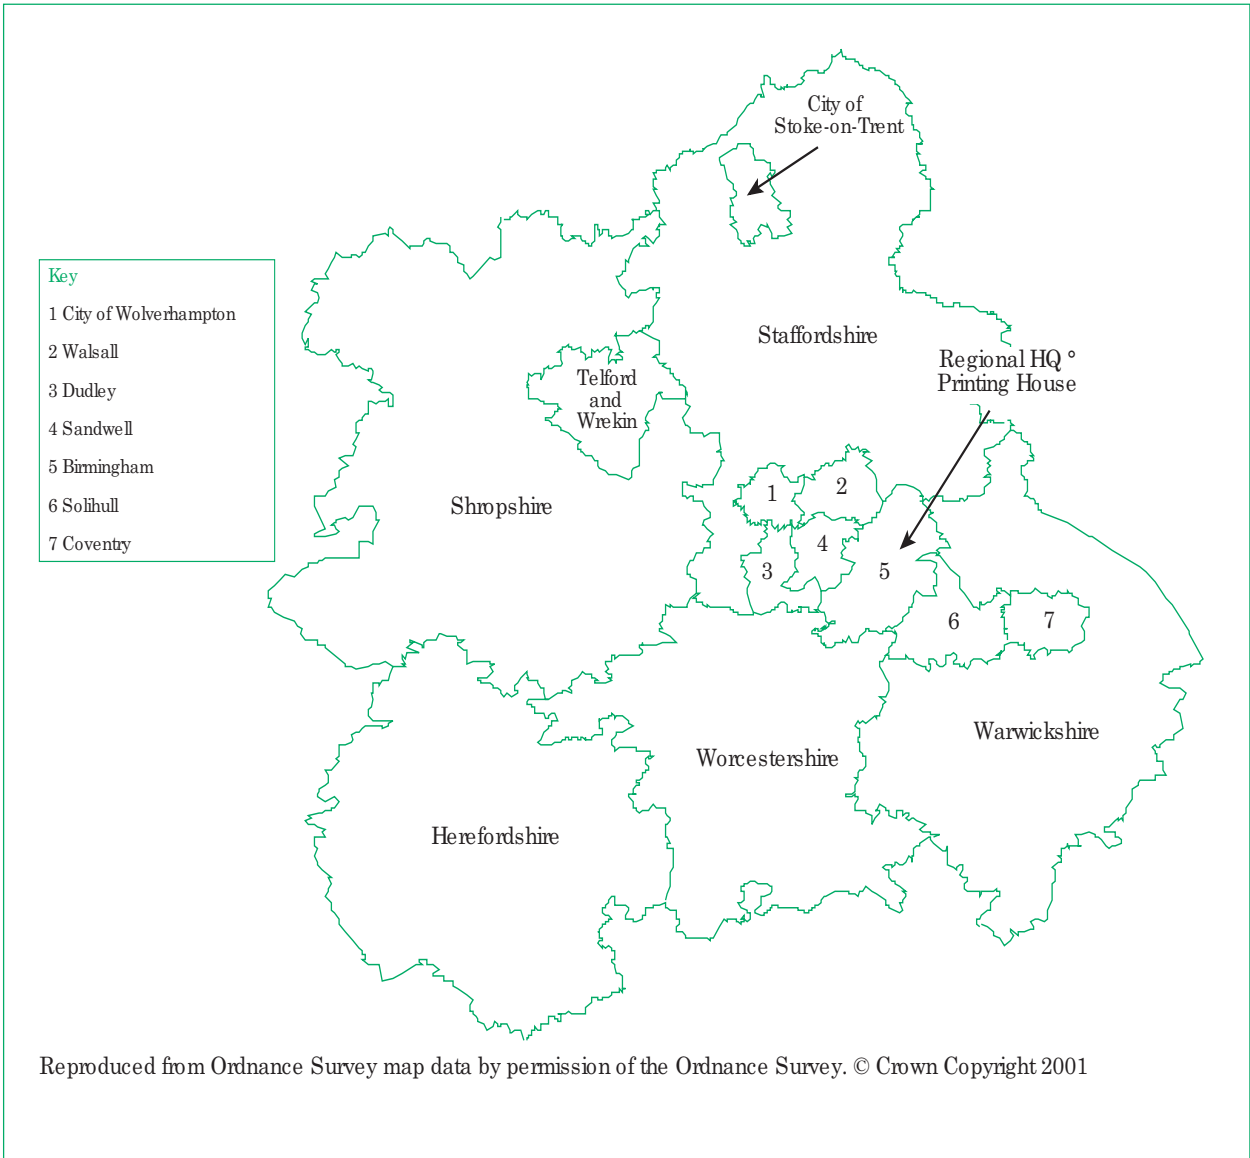 City of
Stoke-on-Trent
Key
1 City of Wolverhampton
2 Walsall
3 Dudley
4 Sandwell
5 Birmingham
6 Solihull
7 Coventry
Staffordshire
Regional HQ °
Printing House
Telford
and
Wrekin
Shropshire
1
2
3
4
5
6
7
Warwickshire
Worcestershire
Herefordshire
Reproduced from Ordnance Survey map data by permission of the Ordnance Survey. © Crown Copyright 2001